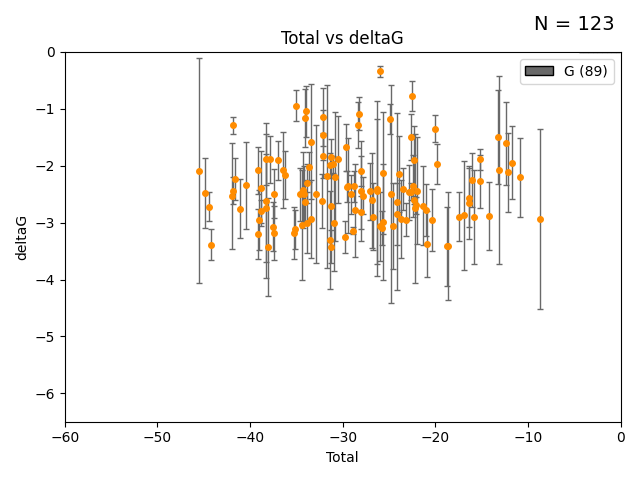 N = 123
Total vs deltaG
G (89)
deltaG
0
−1
−2
−3
−4
−5
−6
−60
−50
−40
−30
−20
−10
0
Total